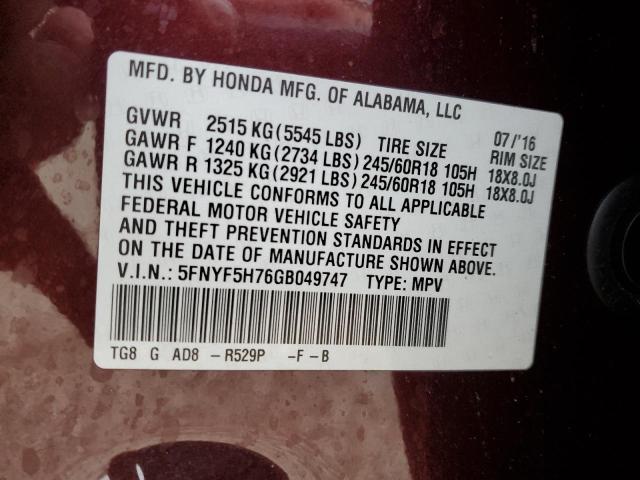 MFD. BY HONDA MFG. OF ALABAMA, LLC
GVWR 2515 KG (5545 LBS) TIRE SIZE 07/'16 RIM SIZE
GAWR F 1240 KG (2734 LBS) 245/60R18 105H 18X8.0J
GAWR R 1325 KG (2921 LBS) 245/60R18 105H 18X8.0J
THIS VEHICLE CONFORMS TO ALL APPLICABLE
FEDERAL MOTOR VEHICLE SAFETY
AND THEFT PREVENTION STANDARDS IN EFFECT
ON THE DATE OF MANUFACTURE SHOWN ABOVE.
V.I.N.: 5FNYF5H76GB049747 TYPE: MPV
TG8 G AD8 - R529P -F - B